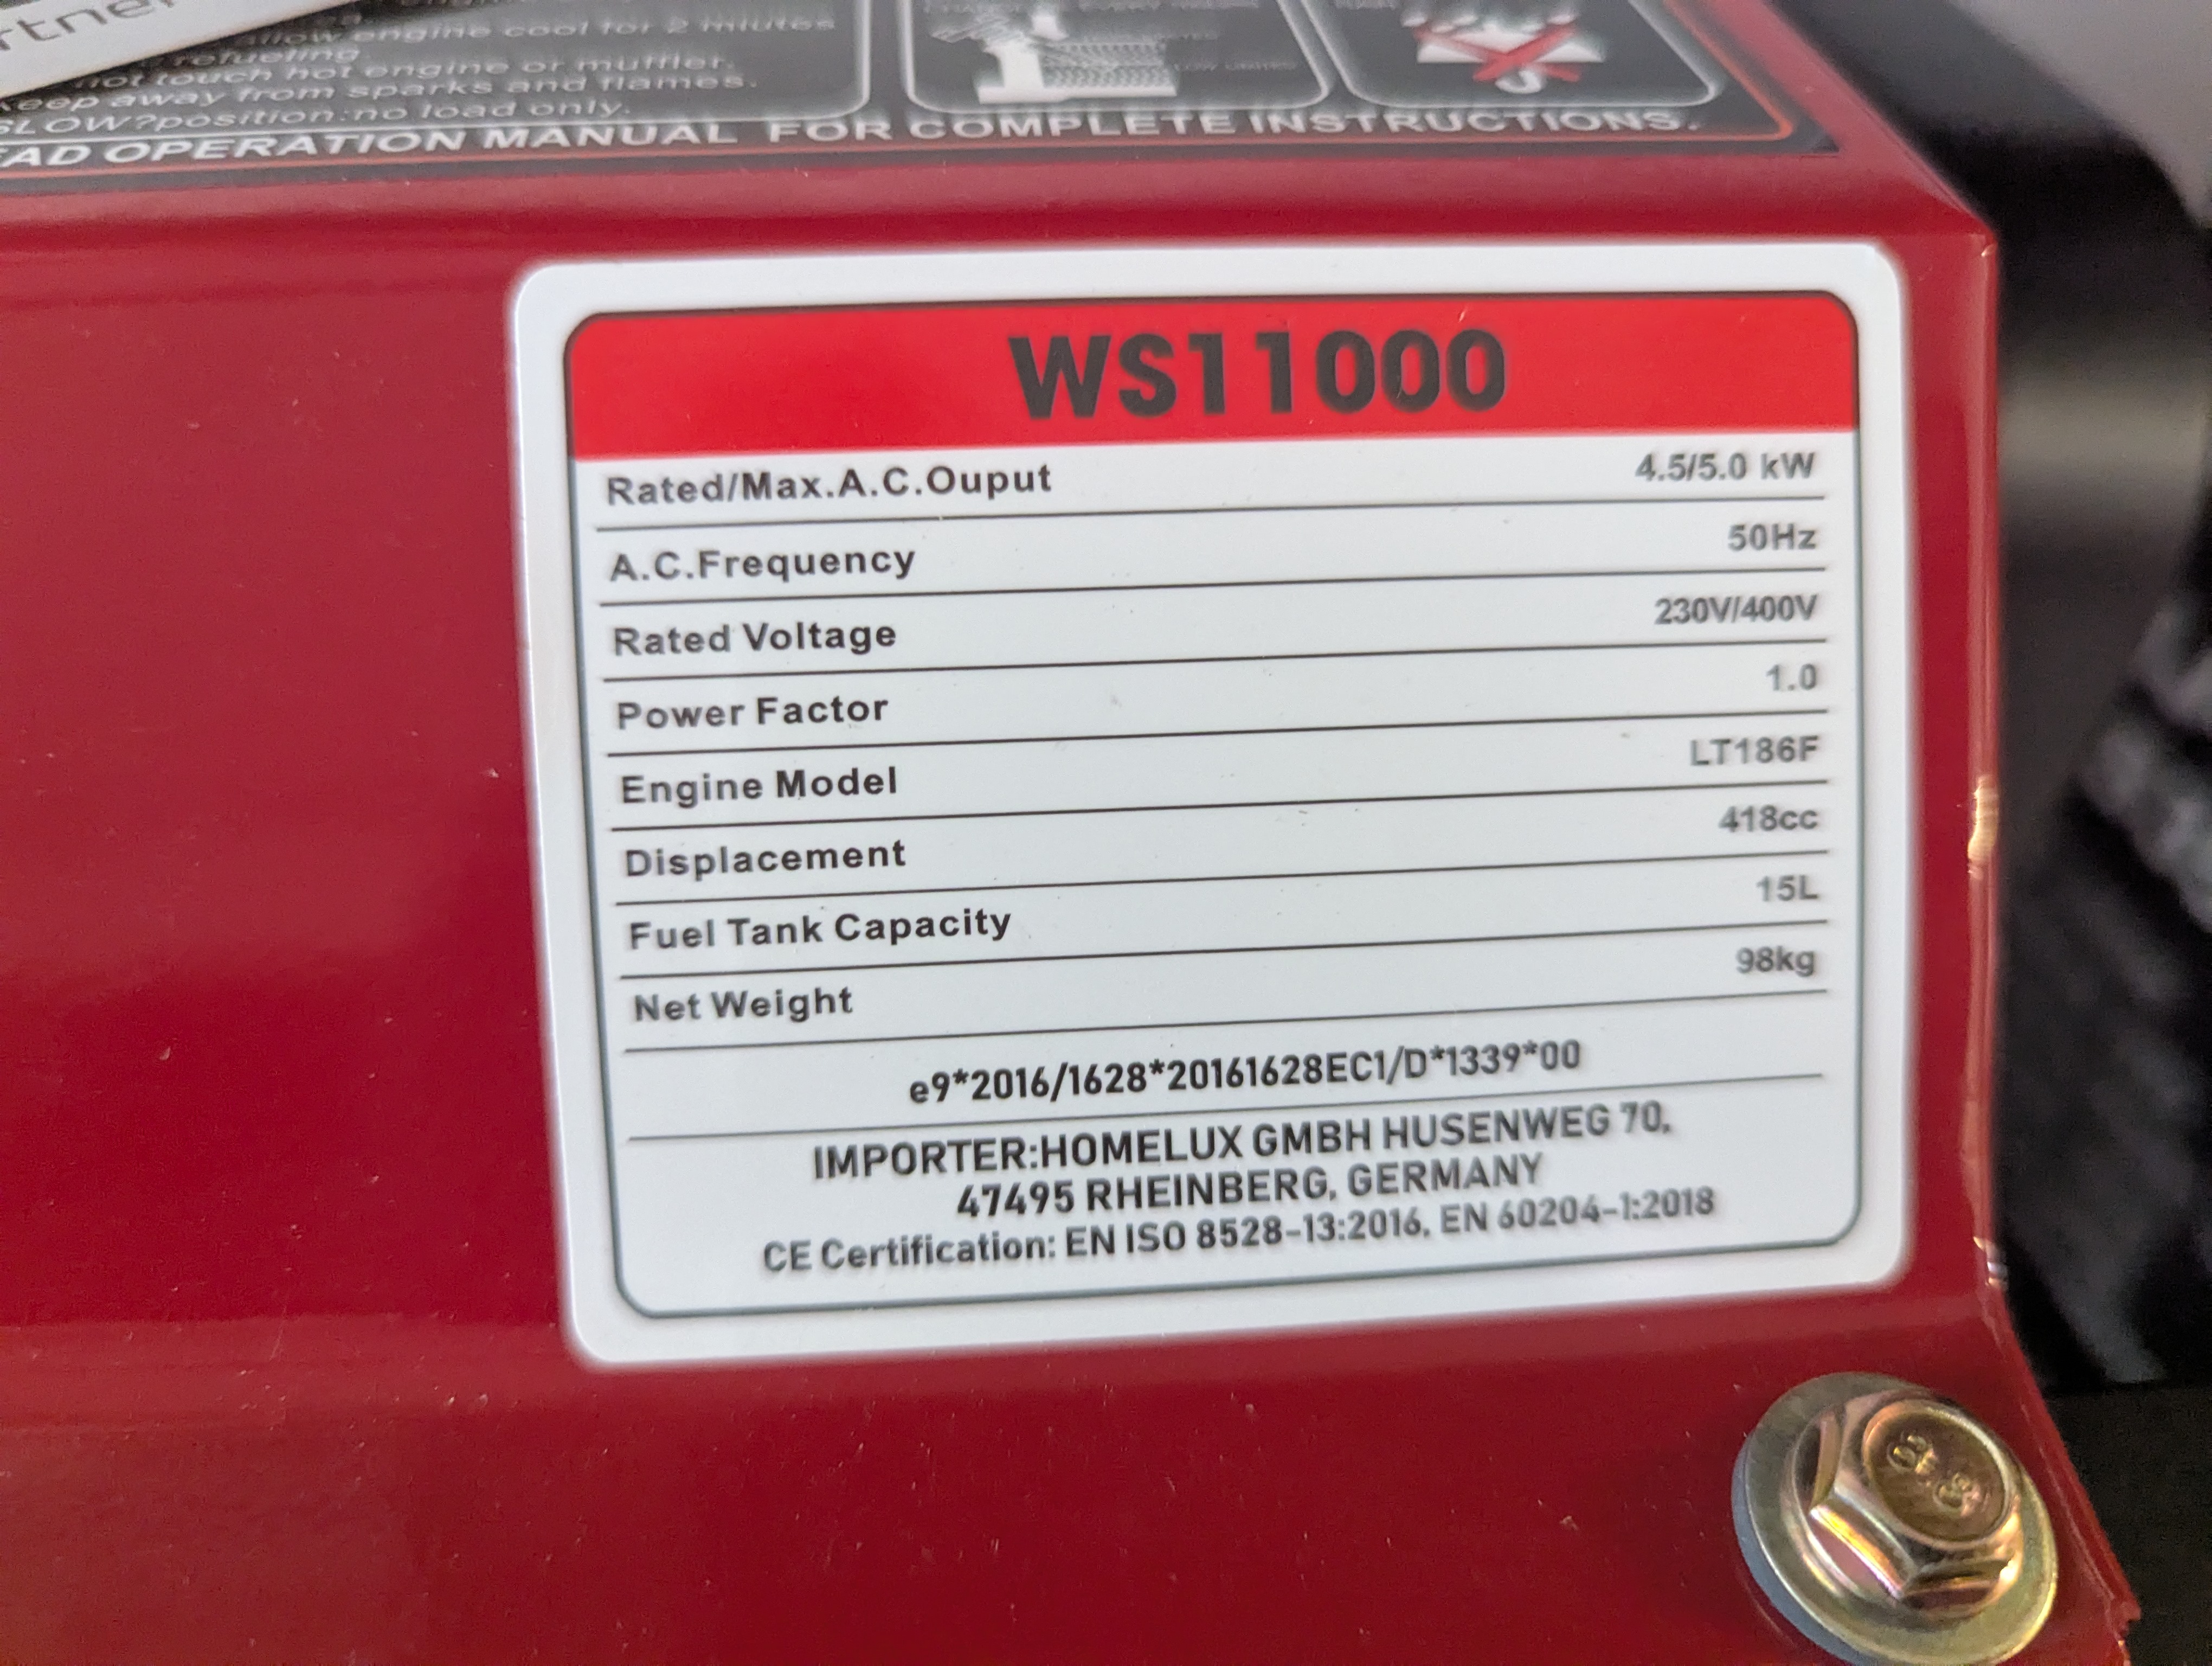 rtner
allow engine cool for 2 miutes
refueling
not touch hot engine or muffler.
keep away from sparks and flames.
SLOW?position:no load only.
AD OPERATION MANUAL FOR COMPLETE INSTRUCTIONS.
WS11000
Rated/Max.A.C.Ouput 4.5/5.0 kW
A.C.Frequency 50Hz
Rated Voltage 230V/400V
Power Factor 1.0
Engine Model LT186F
Displacement 418cc
Fuel Tank Capacity 15L
Net Weight 98kg
e9*2016/1628*20161628EC1/D*1339*00
IMPORTER:HOMELUX GMBH HUSENWEG 70,
47495 RHEINBERG, GERMANY
CE Certification: EN ISO 8528-13:2016, EN 60204-1:2018